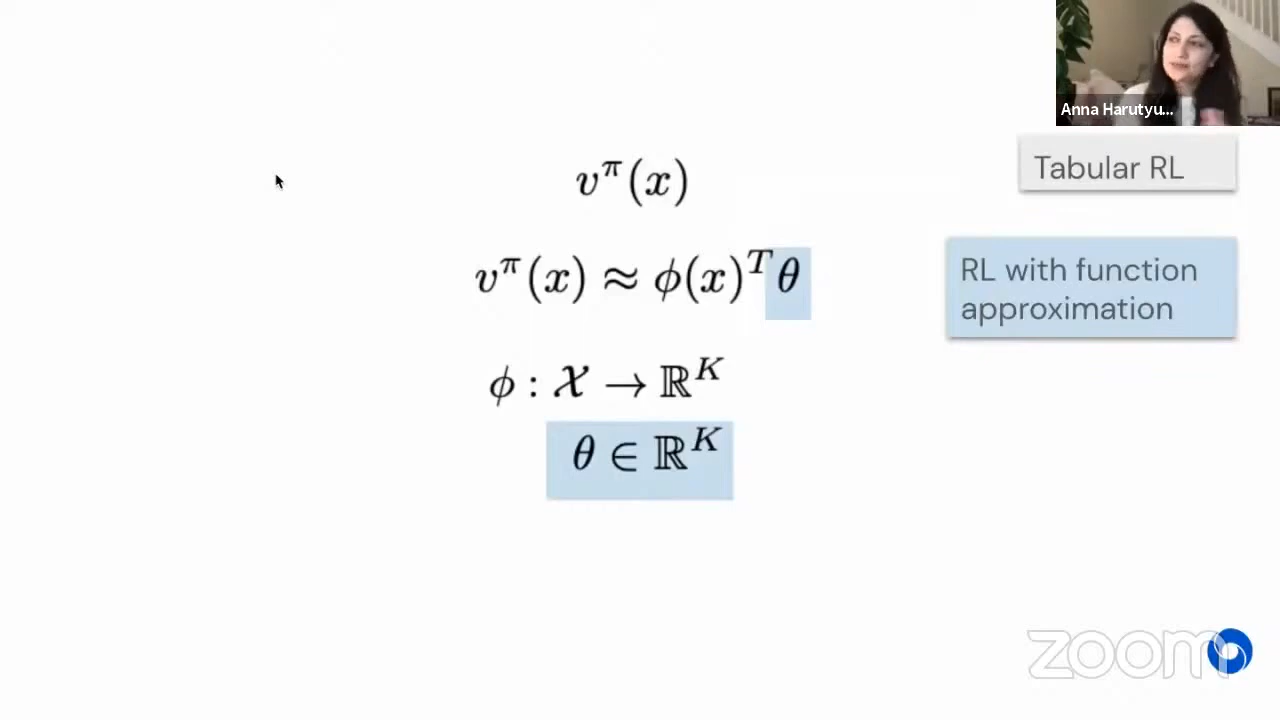 Anna Harutyu...
v^π(x)
Tabular RL
v^π(x) ≈ ϕ(x)^T θ
RL with function
approximation
ϕ : 𝒳 → ℝ^K
θ ∈ ℝ^K
zoom